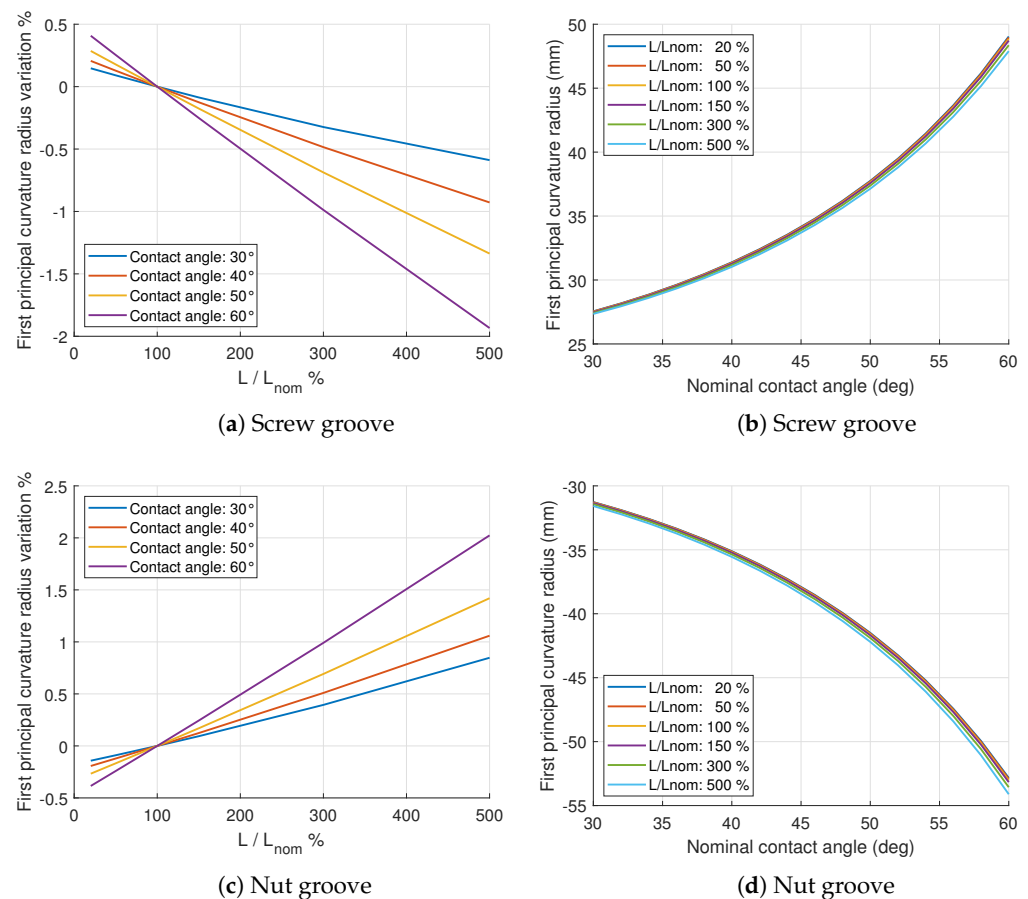 First principal curvature radius variation %
0.5
0
-0.5
-1
-1.5
-2
Contact angle: 30°
Contact angle: 40°
Contact angle: 50°
Contact angle: 60°
0 100 200 300 400 500
L / Lnom %
(a) Screw groove
First principal curvature radius (mm)
50
45
40
35
30
25
L/Lnom: 20 %
L/Lnom: 50 %
L/Lnom: 100 %
L/Lnom: 150 %
L/Lnom: 300 %
L/Lnom: 500 %
30 35 40 45 50 55 60
Nominal contact angle (deg)
(b) Screw groove
First principal curvature radius variation %
2.5
2
1.5
1
0.5
0
-0.5
Contact angle: 30°
Contact angle: 40°
Contact angle: 50°
Contact angle: 60°
0 100 200 300 400 500
L / Lnom %
(c) Nut groove
First principal curvature radius (mm)
-30
-35
-40
-45
-50
-55
L/Lnom: 20 %
L/Lnom: 50 %
L/Lnom: 100 %
L/Lnom: 150 %
L/Lnom: 300 %
L/Lnom: 500 %
30 35 40 45 50 55 60
Nominal contact angle (deg)
(d) Nut groove